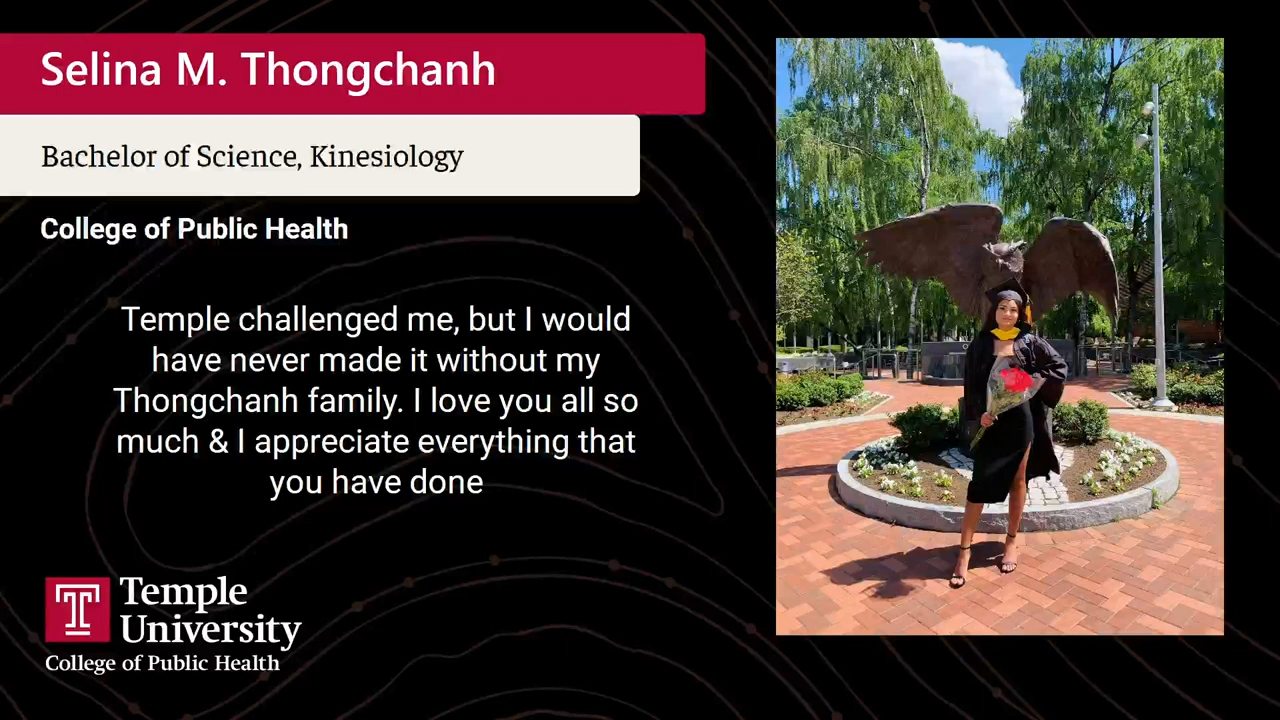 Selina M. Thongchanh
Bachelor of Science, Kinesiology
College of Public Health
Temple challenged me, but I would
have never made it without my
Thongchanh family. I love you all so
much & I appreciate everything that
you have done
Temple
University
College of Public Health